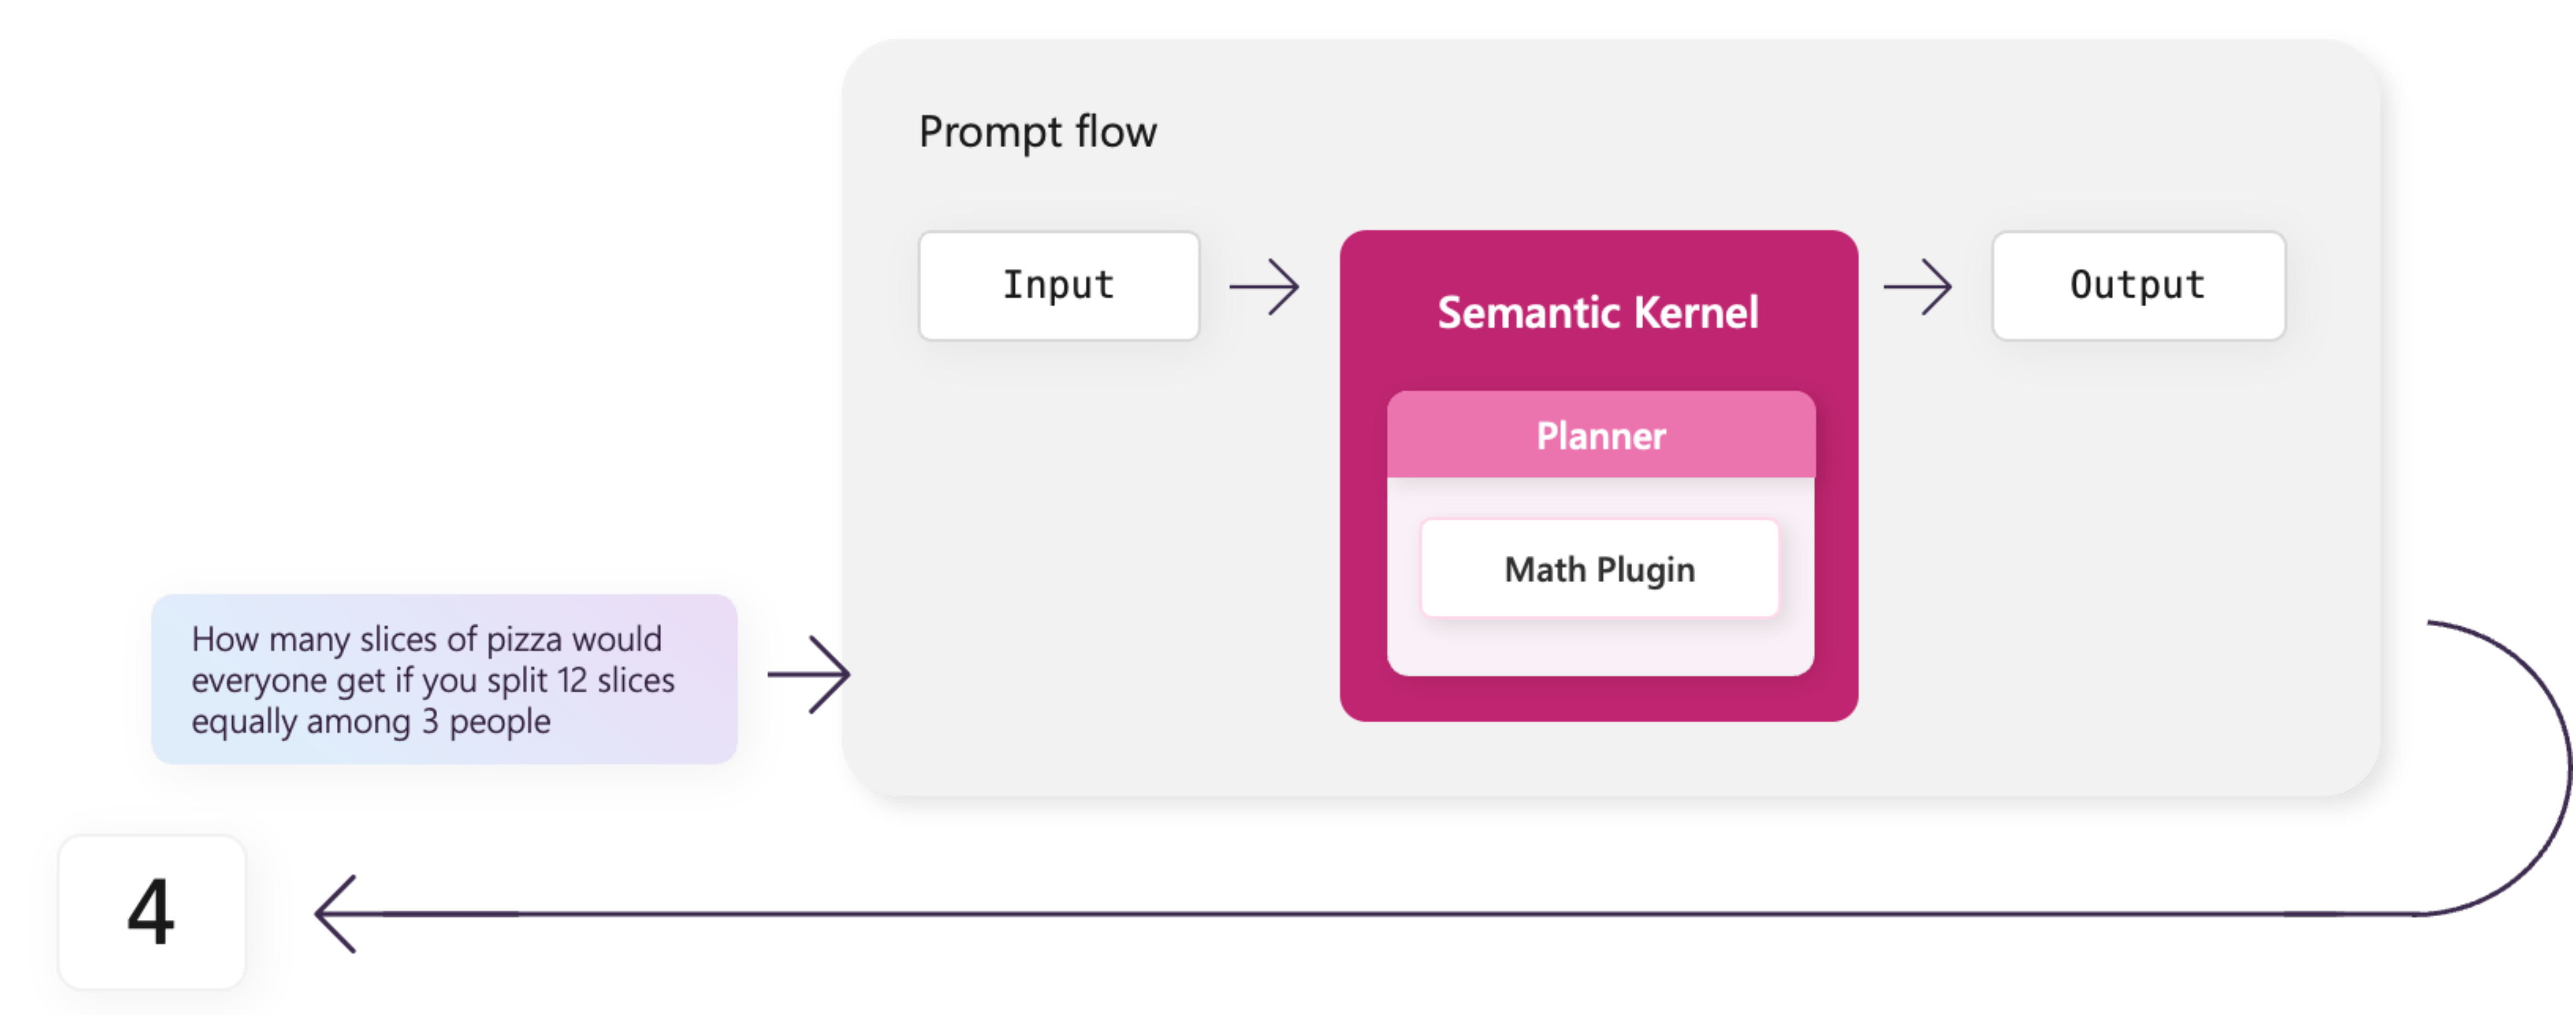 Prompt flow
Input
Semantic Kernel
Output
Planner
Math Plugin
How many slices of pizza would
everyone get if you split 12 slices
equally among 3 people
4